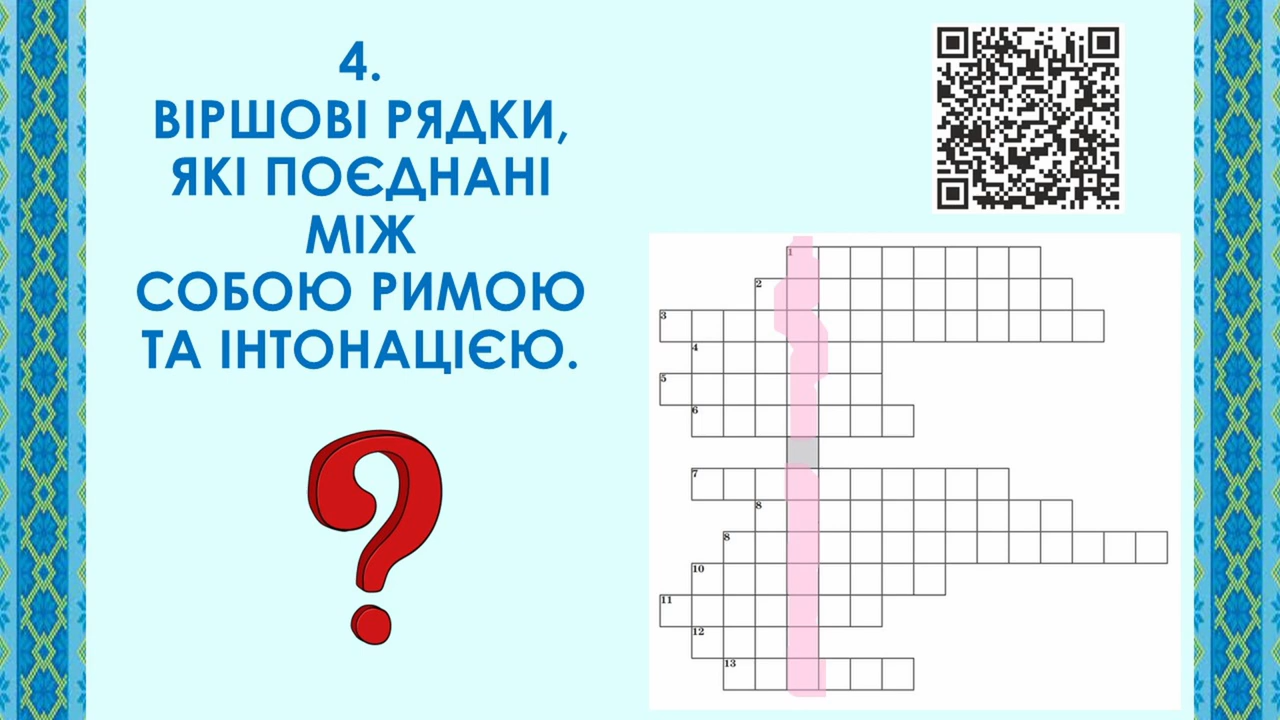 4.
ВІРШОВІ РЯДКИ,
ЯКІ ПОЄДНАНІ
МІЖ
СОБОЮ РИМОЮ
ТА ІНТОНАЦІЄЮ.
1
2
3
4
5
6
7
8
8
10
11
12
13